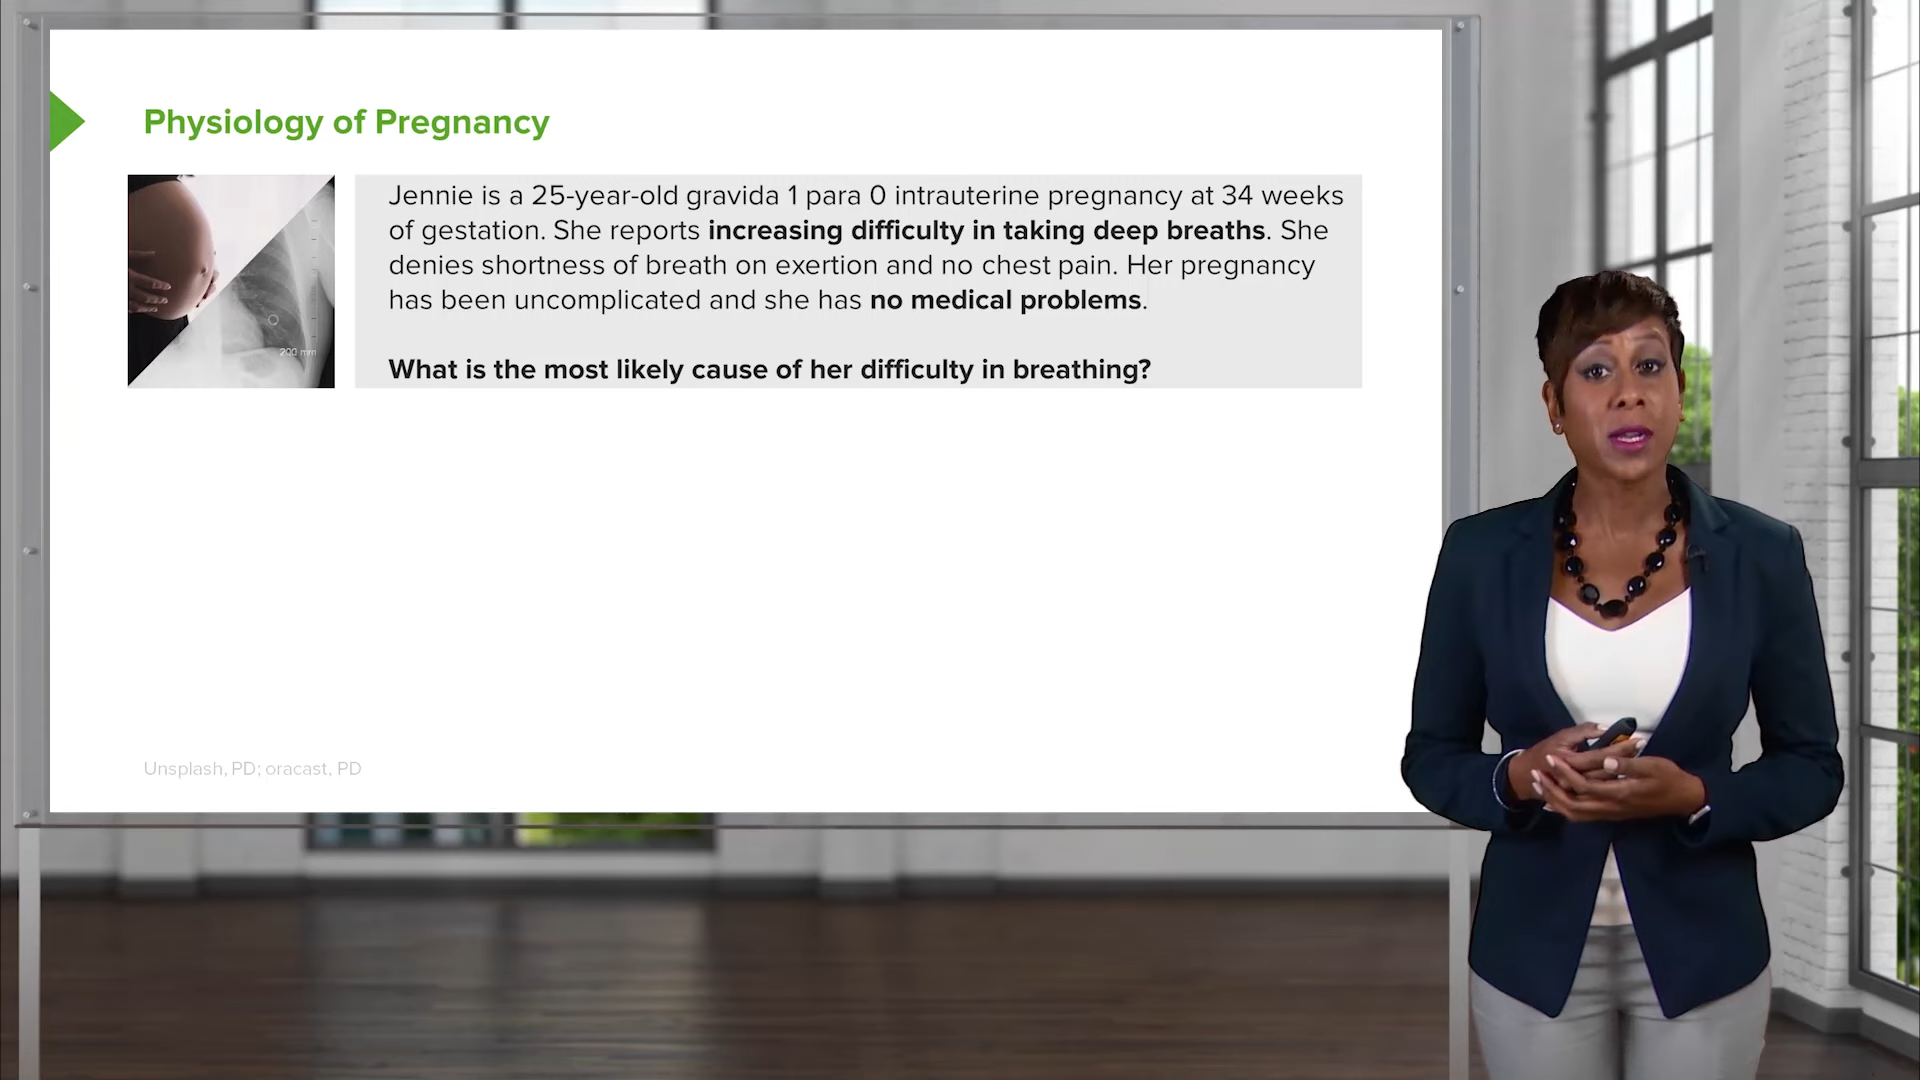 Physiology of Pregnancy
Jennie is a 25-year-old gravida 1 para 0 intrauterine pregnancy at 34 weeks
of gestation. She reports increasing difficulty in taking deep breaths. She
denies shortness of breath on exertion and no chest pain. Her pregnancy
has been uncomplicated and she has no medical problems.
What is the most likely cause of her difficulty in breathing?
200 mm
Unsplash, PD; oracast, PD